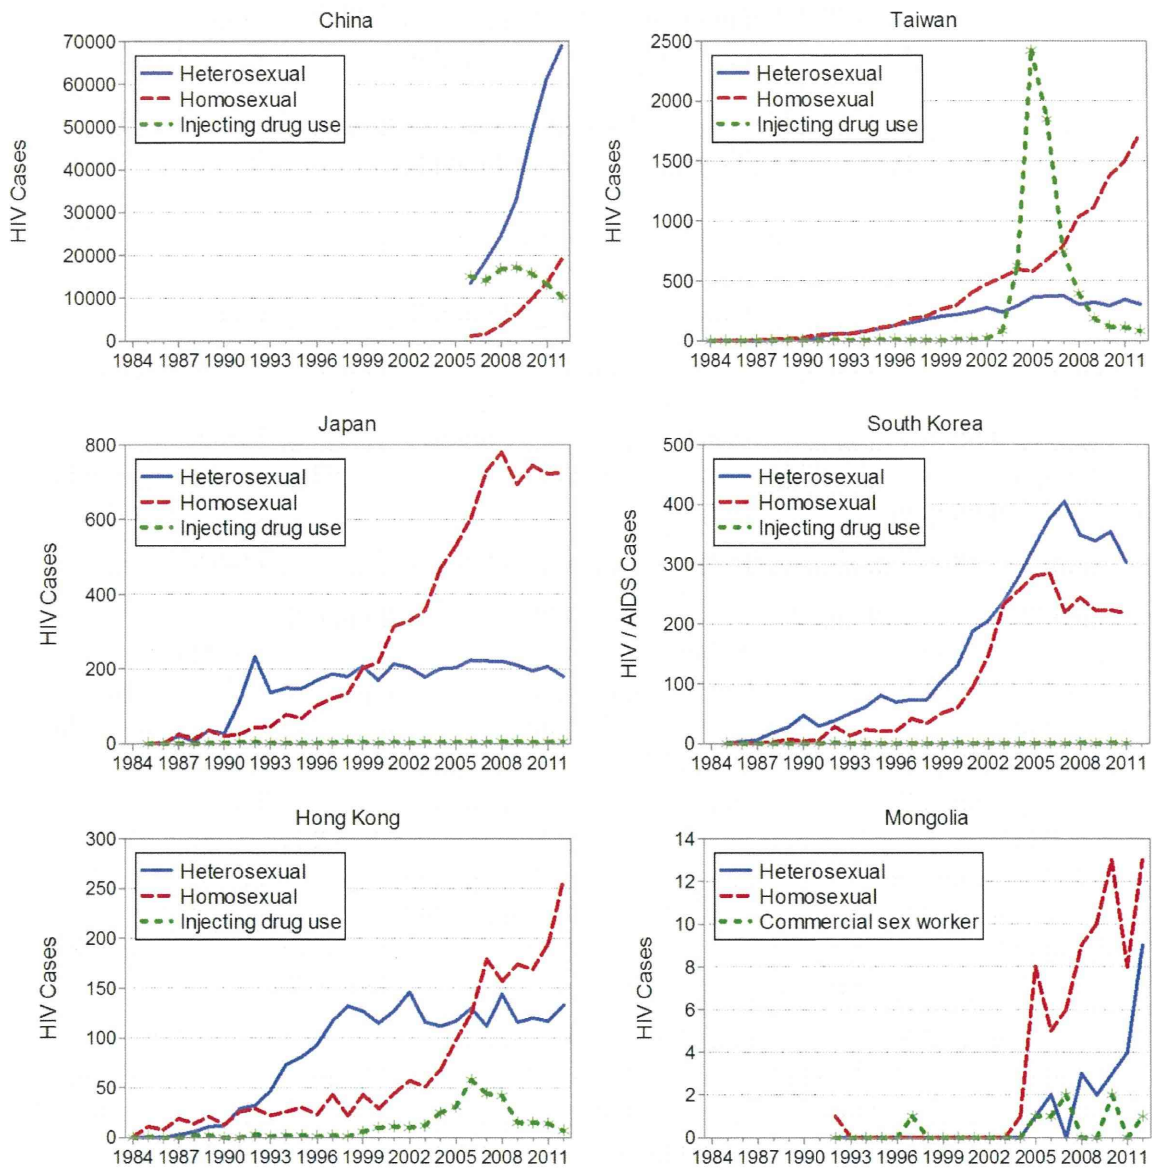 China
HIV Cases
70000
60000
50000
40000
30000
20000
10000
0
Heterosexual
Homosexual
Injecting drug use
1984 1987 1990 1993 1996 1999 2002 2005 2008 2011
Taiwan
HIV Cases
2500
2000
1500
1000
500
0
Heterosexual
Homosexual
Injecting drug use
1984 1987 1990 1993 1996 1999 2002 2005 2008 2011
Japan
HIV Cases
800
600
400
200
0
Heterosexual
Homosexual
Injecting drug use
1984 1987 1990 1993 1996 1999 2002 2005 2008 2011
South Korea
HIV / AIDS Cases
500
400
300
200
100
0
Heterosexual
Homosexual
Injecting drug use
1984 1987 1990 1993 1996 1999 2002 2005 2008 2011
Hong Kong
HIV Cases
300
250
200
150
100
50
0
Heterosexual
Homosexual
Injecting drug use
1984 1987 1990 1993 1996 1999 2002 2005 2008 2011
Mongolia
HIV Cases
14
12
10
8
6
4
2
0
Heterosexual
Homosexual
Commercial sex worker
1984 1987 1990 1993 1996 1999 2002 2005 2008 2011